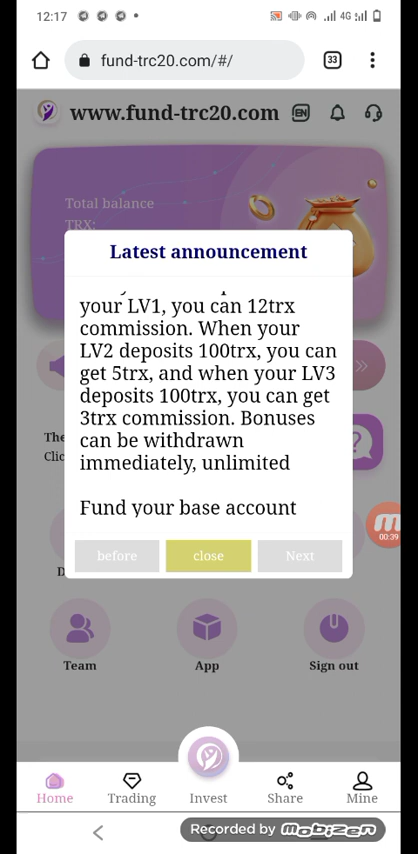 12:17
4G
fund-trc20.com/#/
33
www.fund-trc20.com
EN
Total balance
TRX:
Latest announcement
your LV1, you can 12trx
commission. When your
LV2 deposits 100trx, you can
get 5trx, and when your LV3
deposits 100trx, you can get
3trx commission. Bonuses
can be withdrawn
immediately, unlimited
Fund your base account
The
Clic
before
close
Next
00:39
D
Team
App
Sign out
Home
Trading
Invest
Share
Mine
Recorded by mobizen